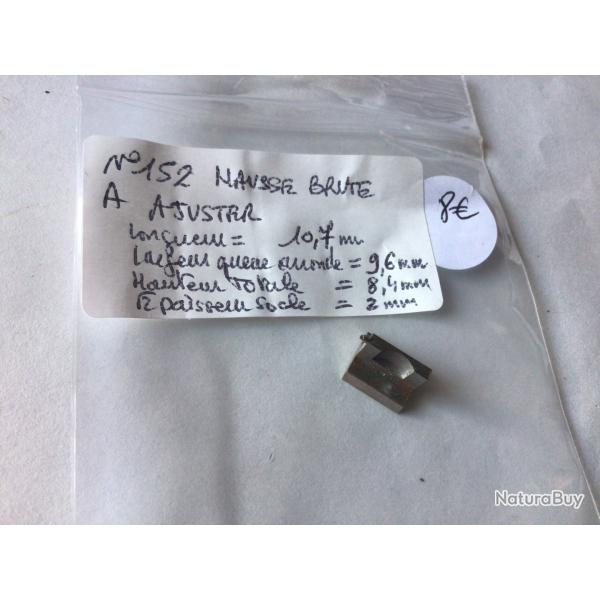 N° 152 HAUSSE BRUTE
A AJUSTER
longueur = 10,7 mm
largeur queue aronde = 9,6 mm
Hauteur Totale = 8,4 mm
Epaisseur Socle = 2 mm
8€
NaturaBuy